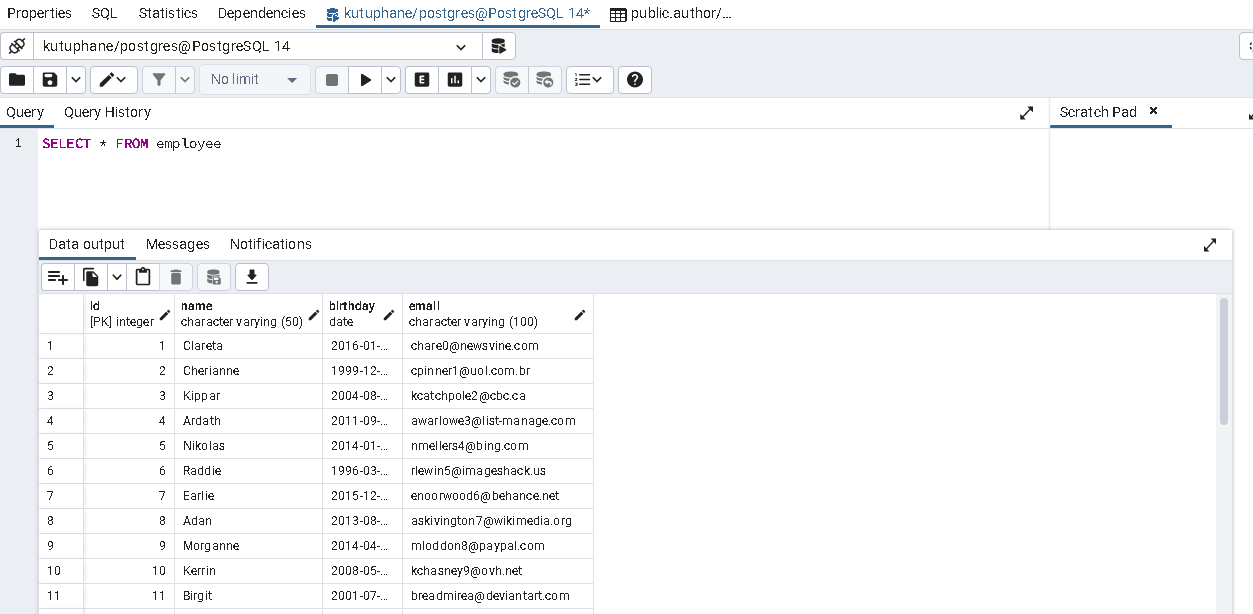 Properties SQL Statistics Dependencies kutuphane/postgres@PostgreSQL 14* public.author/...
kutuphane/postgres@PostgreSQL 14
No limit
Query Query History Scratch Pad
1 SELECT * FROM employee
Data output Messages Notifications
id name birthday email
[PK] integer character varying (50) date character varying (100)
1 1 Clareta 2016-01-... chare0@newsvine.com
2 2 Cherianne 1999-12-... cpinner1@uol.com.br
3 3 Kippar 2004-08-... kcatchpole2@cbc.ca
4 4 Ardath 2011-09-... awarlowe3@list-manage.com
5 5 Nikolas 2014-01-... nmellers4@bing.com
6 6 Raddie 1996-03-... rlewin5@imageshack.us
7 7 Earlie 2015-12-... enoorwood6@behance.net
8 8 Adan 2013-08-... askivington7@wikimedia.org
9 9 Morganne 2014-04-... mloddon8@paypal.com
10 10 Kerrin 2008-05-... kchasney9@ovh.net
11 11 Birgit 2001-07-... breadmirea@deviantart.com